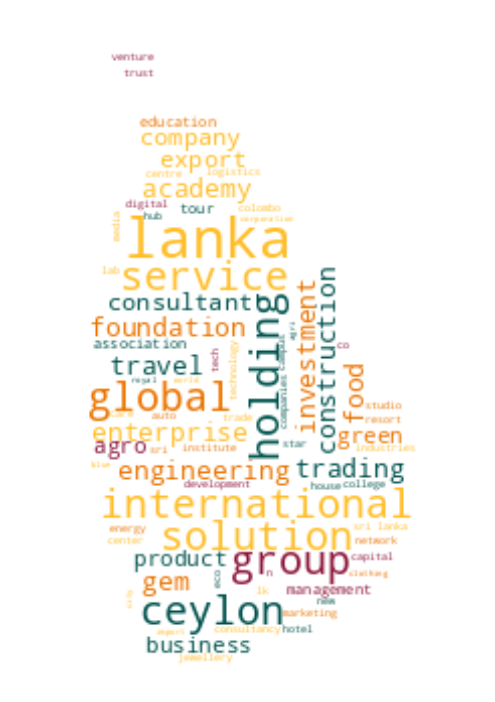 venture
trust
education
company
export
centre logistics
academy
digital tour colombo
hub corporation
media
lanka
lab service
consultant
holding
investment
construction
foundation
association
agri
co
travel
tech
technology
campus
companies
royal world
food
global
care auto trade
studio
resort
enterprise
star
green
agro sri institute industries
blue
engineering trading
development house college
international
energy solution sri lanka
center network
product group capital
gem eco n clothing
lk management
city new
ceylon marketing
import consultancy hotel
business
jewellery